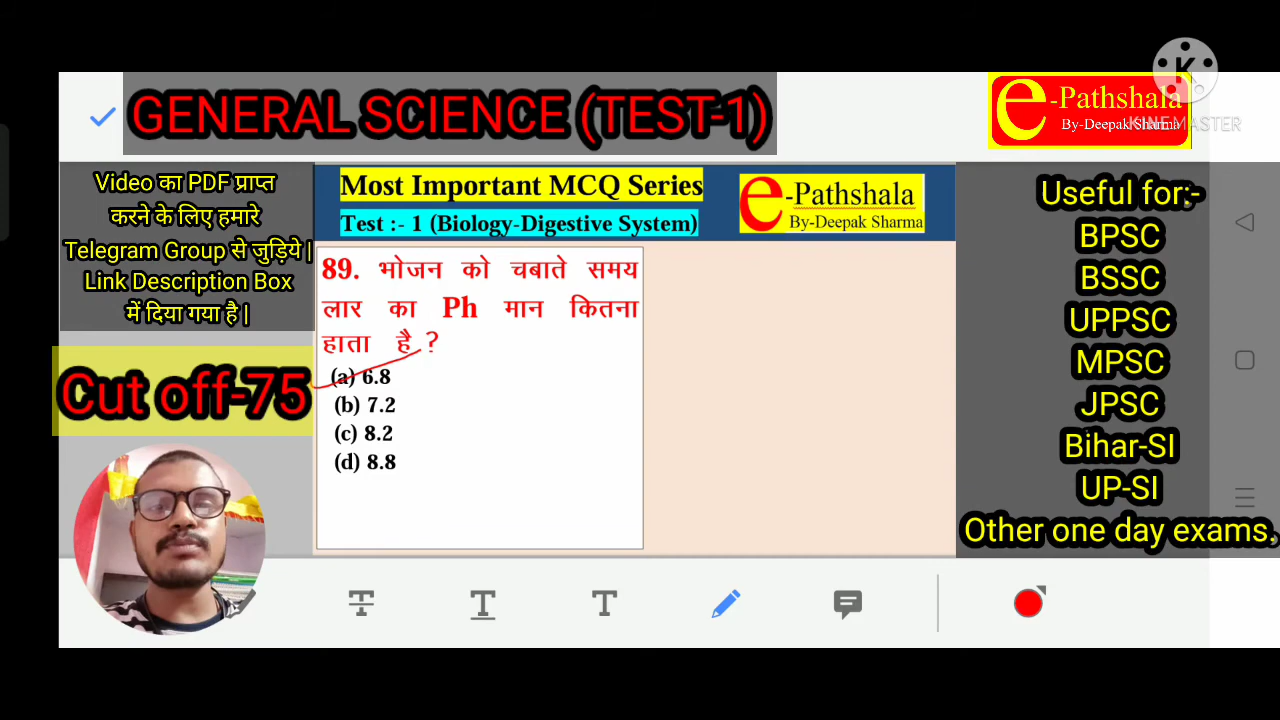 GENERAL SCIENCE (TEST-1)
e-Pathshala
By-Deepak Sharma
KINEMASTER
Video का PDF प्राप्त
करने के लिए हमारे
Telegram Group से जुड़िये |
Link Description Box
में दिया गया है |
Cut off-75
Most Important MCQ Series
Test :- 1 (Biology-Digestive System)
e-Pathshala
By-Deepak Sharma
89. भोजन को चबाते समय
लार का Ph मान कितना
हाता है ?
(a) 6.8
(b) 7.2
(c) 8.2
(d) 8.8
Useful for:-
BPSC
BSSC
UPPSC
MPSC
JPSC
Bihar-SI
UP-SI
Other one day exams.